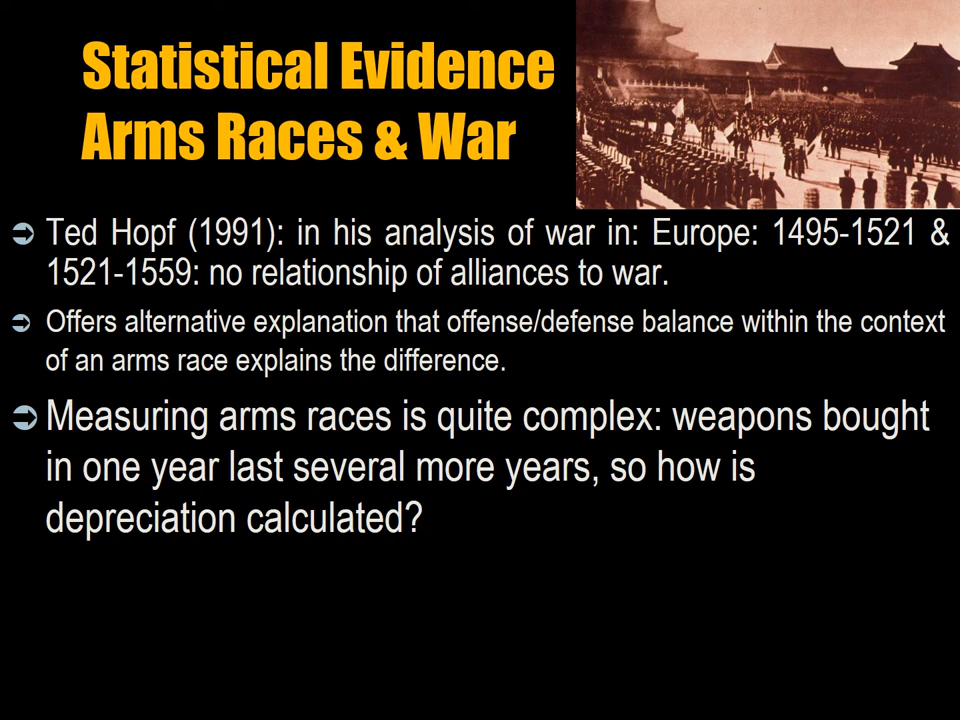 Statistical Evidence
Arms Races & War
Ted Hopf (1991): in his analysis of war in: Europe: 1495-1521 &
1521-1559: no relationship of alliances to war.
Offers alternative explanation that offense/defense balance within the context
of an arms race explains the difference.
Measuring arms races is quite complex: weapons bought
in one year last several more years, so how is
depreciation calculated?